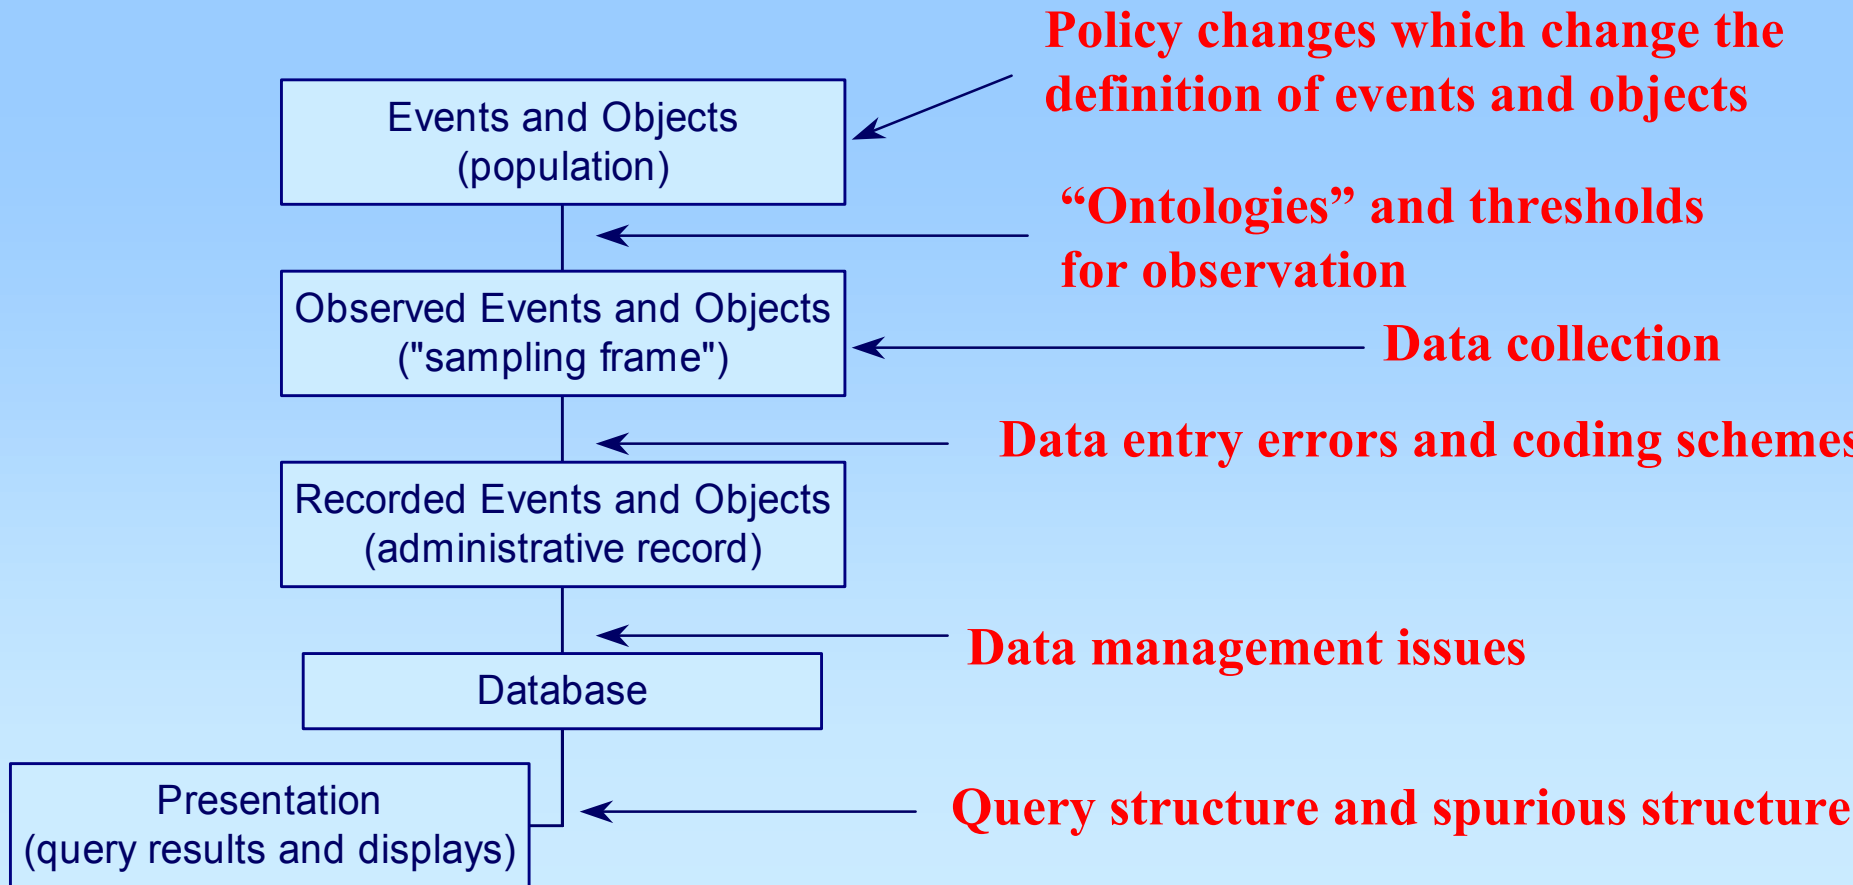 Policy changes which change the
definition of events and objects
Events and Objects
(population)
“Ontologies” and thresholds
for observation
Observed Events and Objects
("sampling frame")
Data collection
Data entry errors and coding schemes
Recorded Events and Objects
(administrative record)
Data management issues
Database
Presentation
(query results and displays)
Query structure and spurious structure